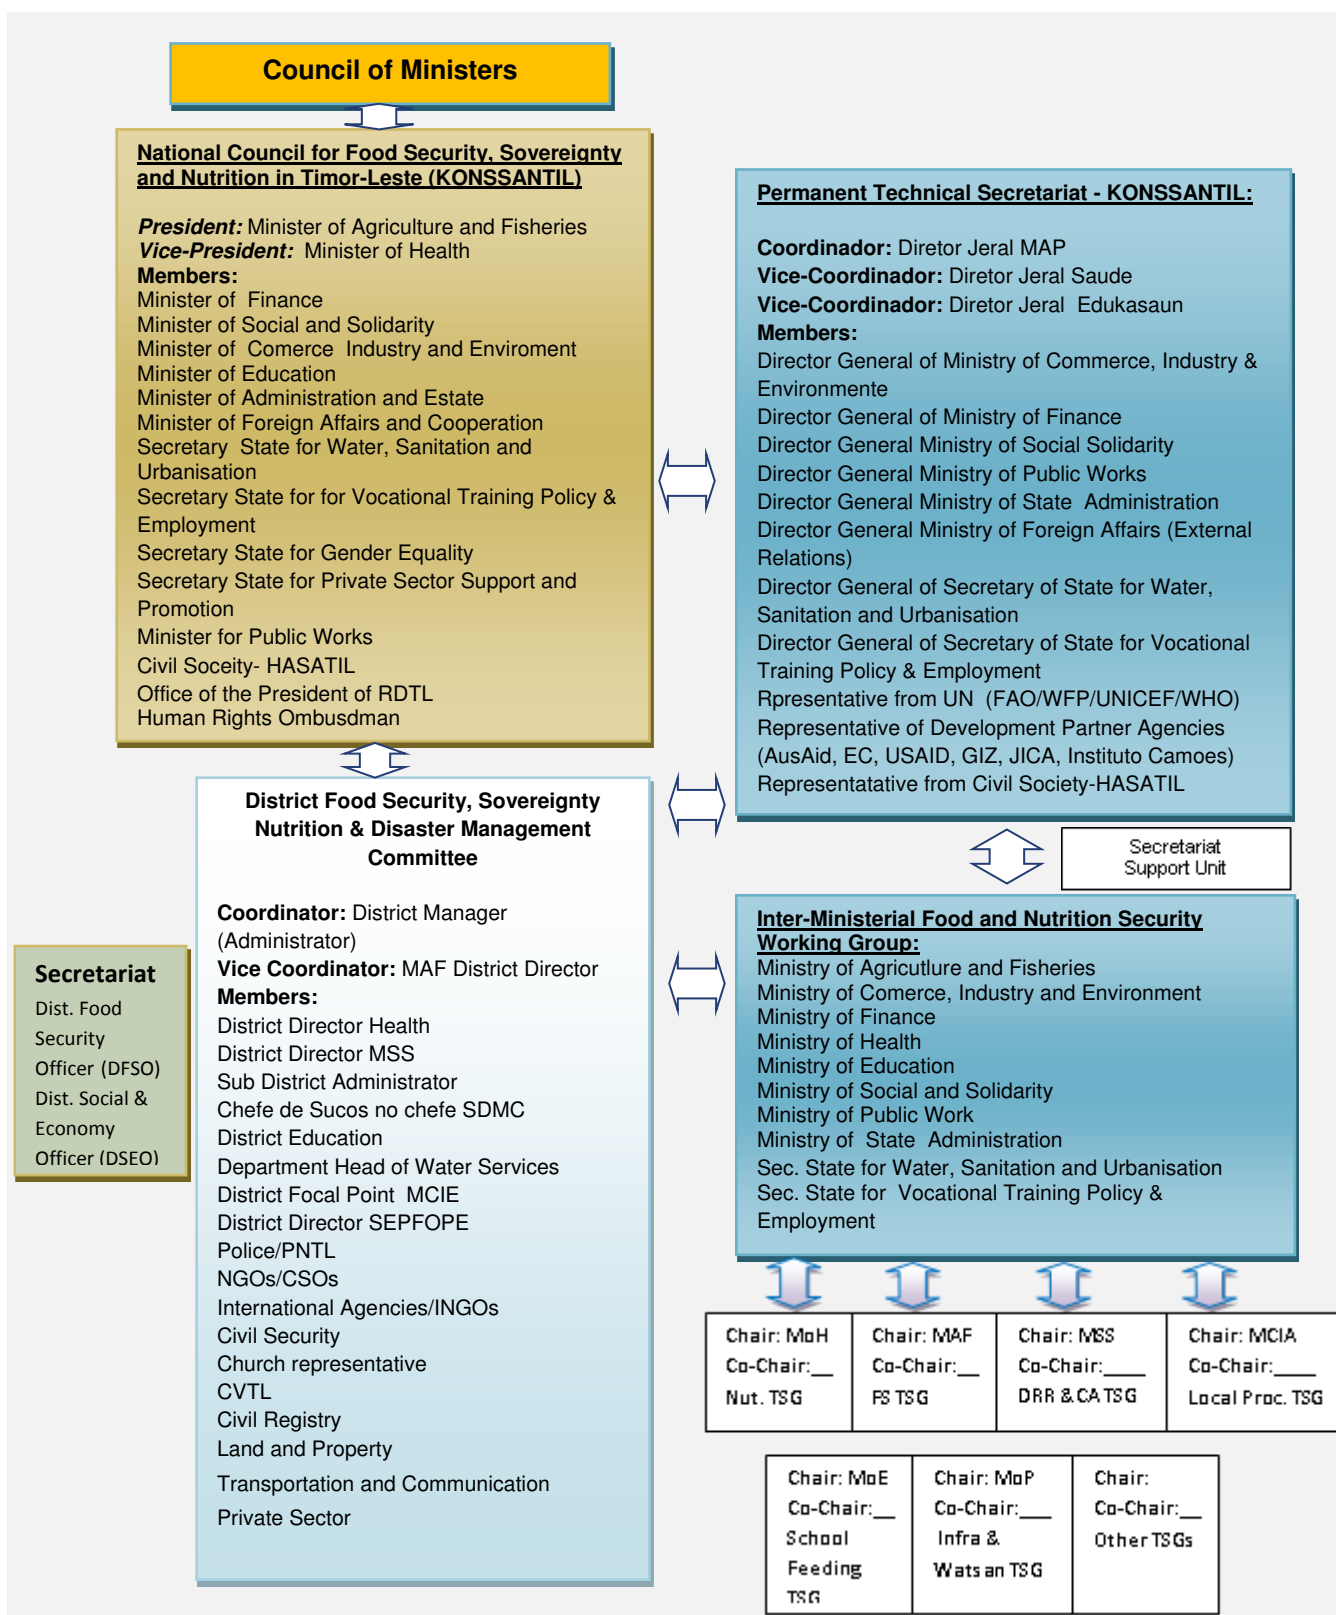 Council of Ministers
National Council for Food Security, Sovereignty
and Nutrition in Timor-Leste (KONSSANTIL)
President: Minister of Agriculture and Fisheries
Vice-President: Minister of Health
Members:
Minister of Finance
Minister of Social and Solidarity
Minister of Comerce Industry and Enviroment
Minister of Education
Minister of Administration and Estate
Minister of Foreign Affairs and Cooperation
Secretary State for Water, Sanitation and
Urbanisation
Secretary State for for Vocational Training Policy &
Employment
Secretary State for Gender Equality
Secretary State for Private Sector Support and
Promotion
Minister for Public Works
Civil Soceity- HASATIL
Office of the President of RDTL
Human Rights Ombusdman
Permanent Technical Secretariat - KONSSANTIL:
Coordinador: Diretor Jeral MAP
Vice-Coordinador: Diretor Jeral Saude
Vice-Coordinador: Diretor Jeral Edukasaun
Members:
Director General of Ministry of Commerce, Industry &
Environmente
Director General of Ministry of Finance
Director General Ministry of Social Solidarity
Director General Ministry of Public Works
Director General Ministry of State Administration
Director General Ministry of Foreign Affairs (External
Relations)
Director General of Secretary of State for Water,
Sanitation and Urbanisation
Director General of Secretary of State for Vocational
Training Policy & Employment
Rpresentative from UN (FAO/WFP/UNICEF/WHO)
Representative of Development Partner Agencies
(AusAid, EC, USAID, GIZ, JICA, Instituto Camoes)
Representatative from Civil Society-HASATIL
District Food Security, Sovereignty
Nutrition & Disaster Management
Committee
Coordinator: District Manager
(Administrator)
Vice Coordinator: MAF District Director
Members:
District Director Health
District Director MSS
Sub District Administrator
Chefe de Sucos no chefe SDMC
District Education
Department Head of Water Services
District Focal Point MCIE
District Director SEPFOPE
Police/PNTL
NGOs/CSOs
International Agencies/INGOs
Civil Security
Church representative
CVTL
Civil Registry
Land and Property
Transportation and Communication
Private Sector
Secretariat
Dist. Food
Security
Officer (DFSO)
Dist. Social &
Economy
Officer (DSEO)
Secretariat
Support Unit
Inter-Ministerial Food and Nutrition Security
Working Group:
Ministry of Agricutlure and Fisheries
Ministry of Comerce, Industry and Environment
Ministry of Finance
Ministry of Health
Ministry of Education
Ministry of Social and Solidarity
Ministry of Public Work
Ministry of State Administration
Sec. State for Water, Sanitation and Urbanisation
Sec. State for Vocational Training Policy &
Employment
Chair: MoH
Co-Chair:__
Nut. TSG
Chair: MAF
Co-Chair:__
FS TSG
Chair: MSS
Co-Chair:____
DRR & CA TSG
Chair: MCIA
Co-Chair:____
Local Proc. TSG
Chair: MoE
Co-Chair:__
School
Feeding
TSG
Chair: MoP
Co-Chair:___
Infra &
Watsan TSG
Chair:
Co-Chair:__
Other TSGs